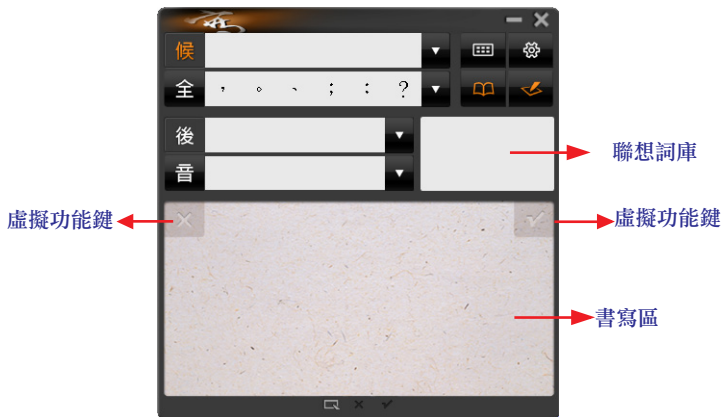 候
全 , 。 、 ; : ?
後
音
聯想詞庫
虛擬功能鍵
虛擬功能鍵
書寫區